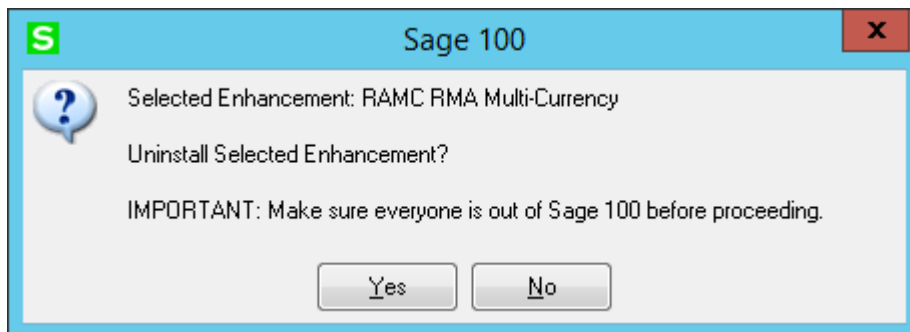 S
Sage 100
x
?
Selected Enhancement: RAMC RMA Multi-Currency
Uninstall Selected Enhancement?
IMPORTANT: Make sure everyone is out of Sage 100 before proceeding.
Yes
No